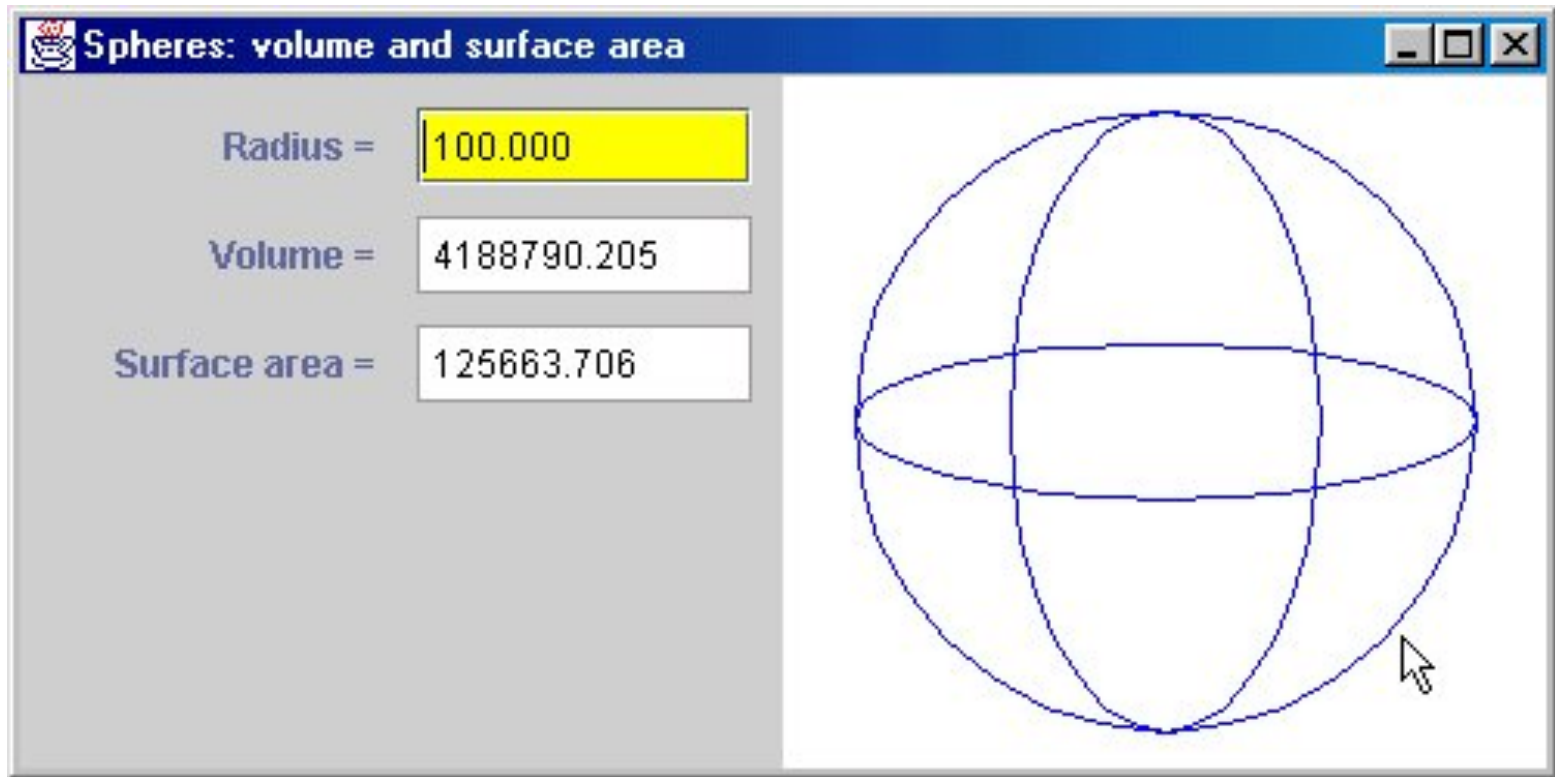 Spheres: volume and surface area
Radius = 100.000
Volume = 4188790.205
Surface area = 125663.706